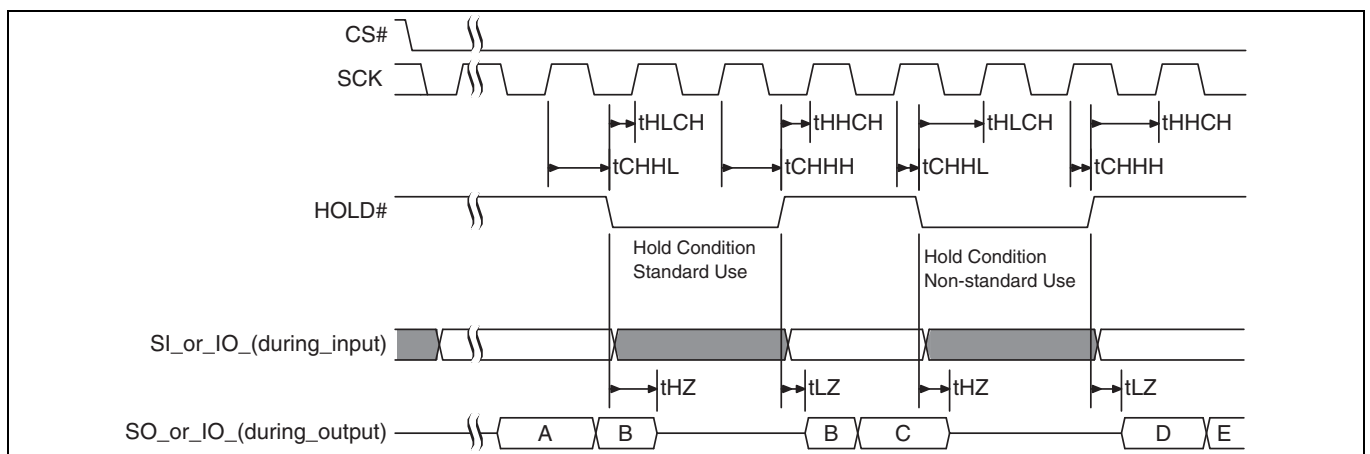 CS#
SCK
tHLCH tHHCH tHLCH tHHCH
tCHHL tCHHH tCHHL tCHHH
HOLD#
Hold Condition
Standard Use
Hold Condition
Non-standard Use
SI_or_IO_(during_input)
tHZ tLZ tHZ tLZ
SO_or_IO_(during_output)
A B B C D E